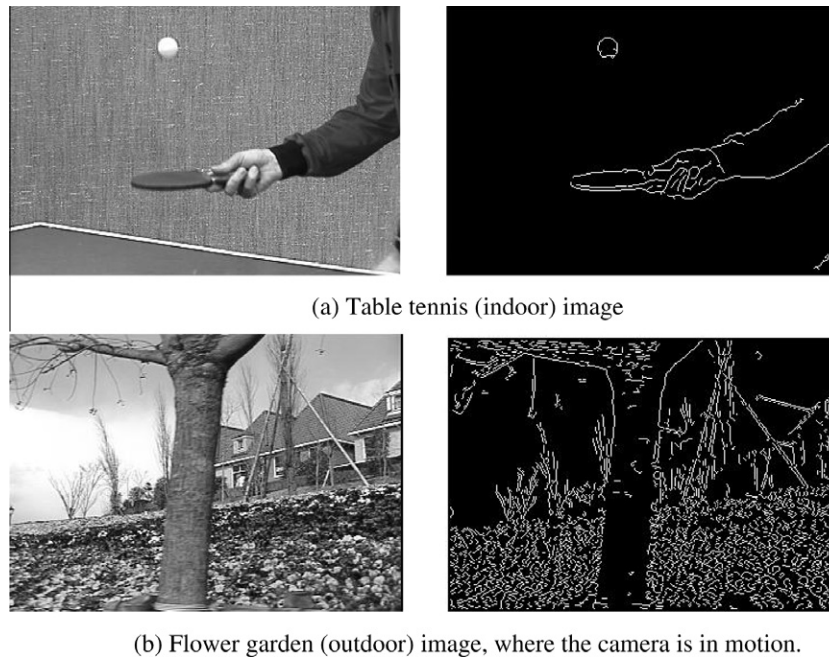 (a) Table tennis (indoor) image
(b) Flower garden (outdoor) image, where the camera is in motion.